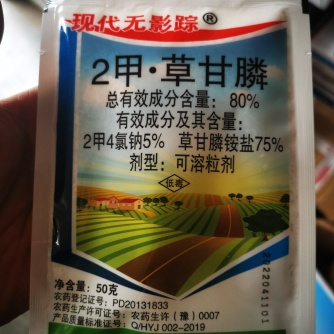 现代无影踪®
2甲·草甘膦
总有效成分含量：80%
有效成分及其含量：
2甲4氯钠5% 草甘膦铵盐75%
剂型：可溶粒剂
低毒
净含量：50克
农药登记证号：PD20131833
农药生产许可证号：农药生许（豫）0007
产品质量标准证号：Q/HYJ 002-2019